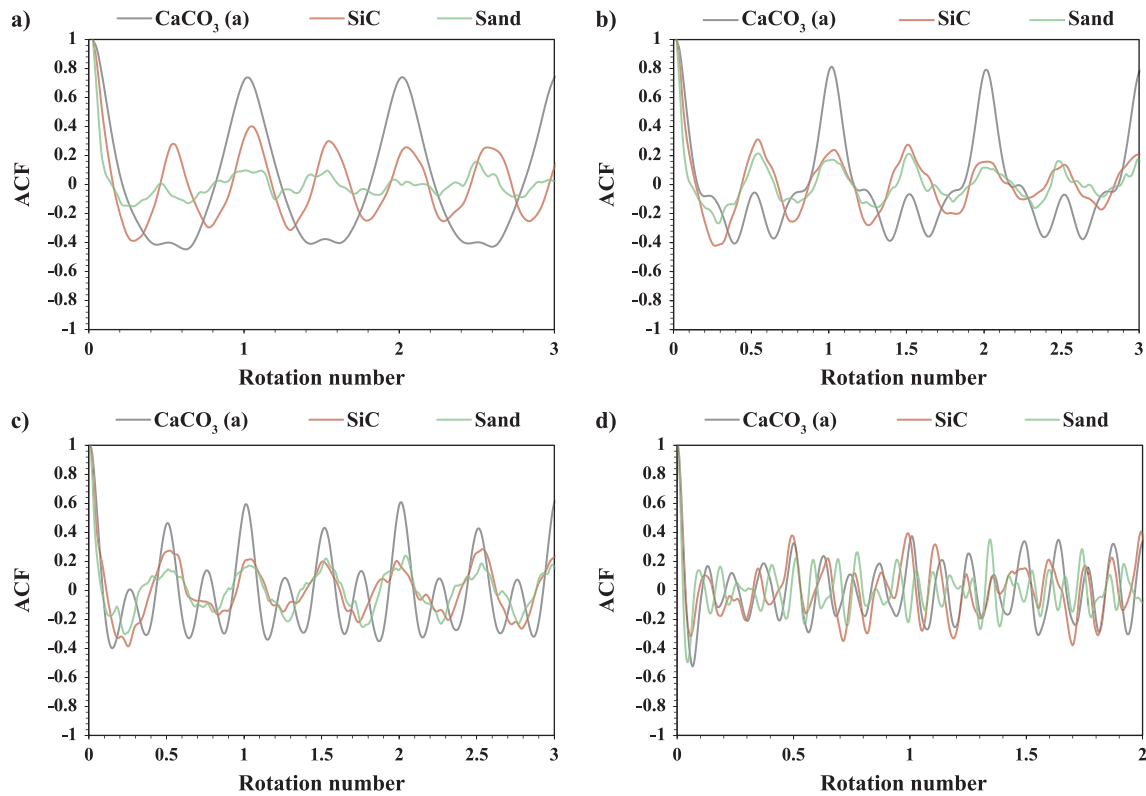 a) CaCO₃ (a) SiC Sand
1
0.8
0.6
0.4
0.2
0
-0.2
-0.4
-0.6
-0.8
-1
ACF
0 1 2 3
Rotation number
b) CaCO₃ (a) SiC Sand
1
0.8
0.6
0.4
0.2
0
-0.2
-0.4
-0.6
-0.8
-1
ACF
0 0.5 1 1.5 2 2.5 3
Rotation number
c) CaCO₃ (a) SiC Sand
1
0.8
0.6
0.4
0.2
0
-0.2
-0.4
-0.6
-0.8
-1
ACF
0 0.5 1 1.5 2 2.5 3
Rotation number
d) CaCO₃ (a) SiC Sand
1
0.8
0.6
0.4
0.2
0
-0.2
-0.4
-0.6
-0.8
-1
ACF
0 0.5 1 1.5 2
Rotation number